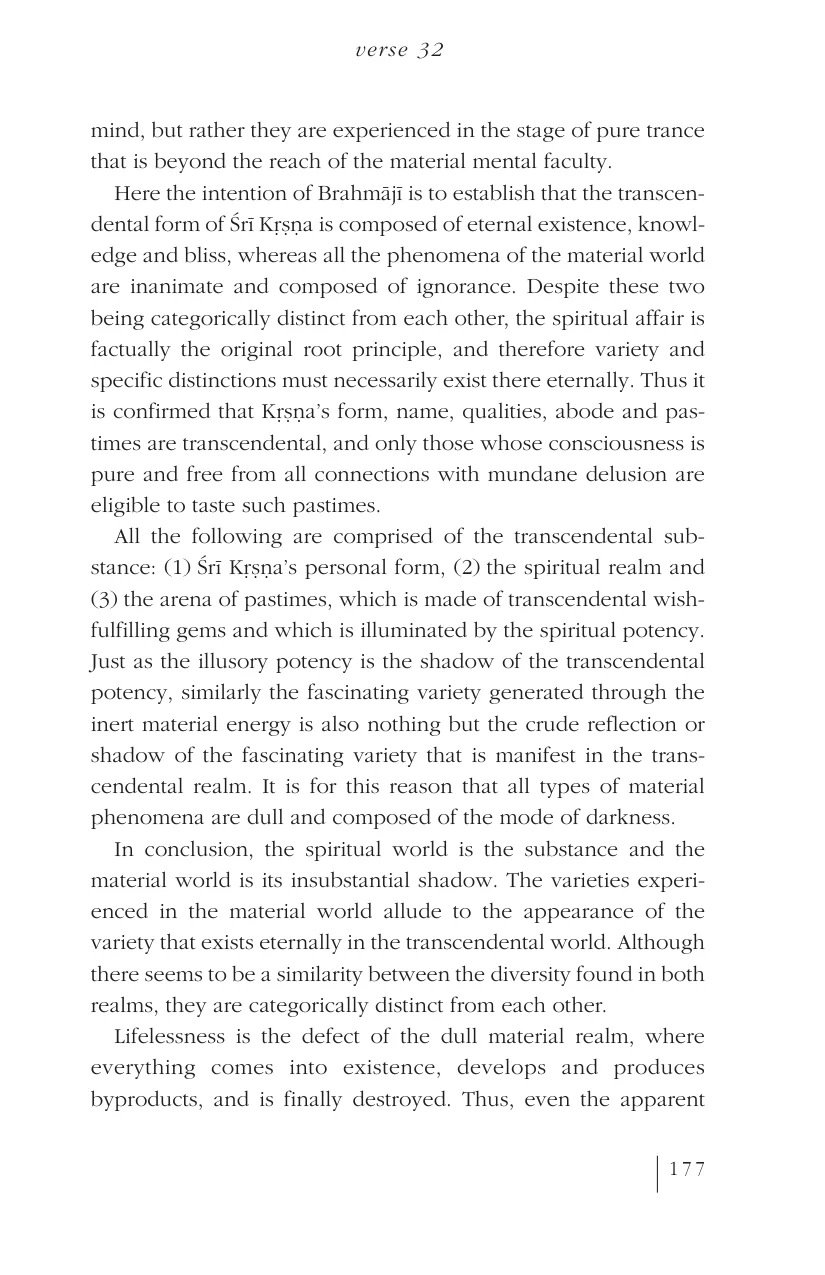 verse 32
mind, but rather they are experienced in the stage of pure trance
that is beyond the reach of the material mental faculty.
Here the intention of Brahmājī is to establish that the transcen-
dental form of Śrī Kṛṣṇa is composed of eternal existence, knowl-
edge and bliss, whereas all the phenomena of the material world
are inanimate and composed of ignorance. Despite these two
being categorically distinct from each other, the spiritual affair is
factually the original root principle, and therefore variety and
specific distinctions must necessarily exist there eternally. Thus it
is confirmed that Kṛṣṇa’s form, name, qualities, abode and pas-
times are transcendental, and only those whose consciousness is
pure and free from all connections with mundane delusion are
eligible to taste such pastimes.
All the following are comprised of the transcendental sub-
stance: (1) Śrī Kṛṣṇa’s personal form, (2) the spiritual realm and
(3) the arena of pastimes, which is made of transcendental wish-
fulfilling gems and which is illuminated by the spiritual potency.
Just as the illusory potency is the shadow of the transcendental
potency, similarly the fascinating variety generated through the
inert material energy is also nothing but the crude reflection or
shadow of the fascinating variety that is manifest in the trans-
cendental realm. It is for this reason that all types of material
phenomena are dull and composed of the mode of darkness.
In conclusion, the spiritual world is the substance and the
material world is its insubstantial shadow. The varieties experi-
enced in the material world allude to the appearance of the
variety that exists eternally in the transcendental world. Although
there seems to be a similarity between the diversity found in both
realms, they are categorically distinct from each other.
Lifelessness is the defect of the dull material realm, where
everything comes into existence, develops and produces
byproducts, and is finally destroyed. Thus, even the apparent
177